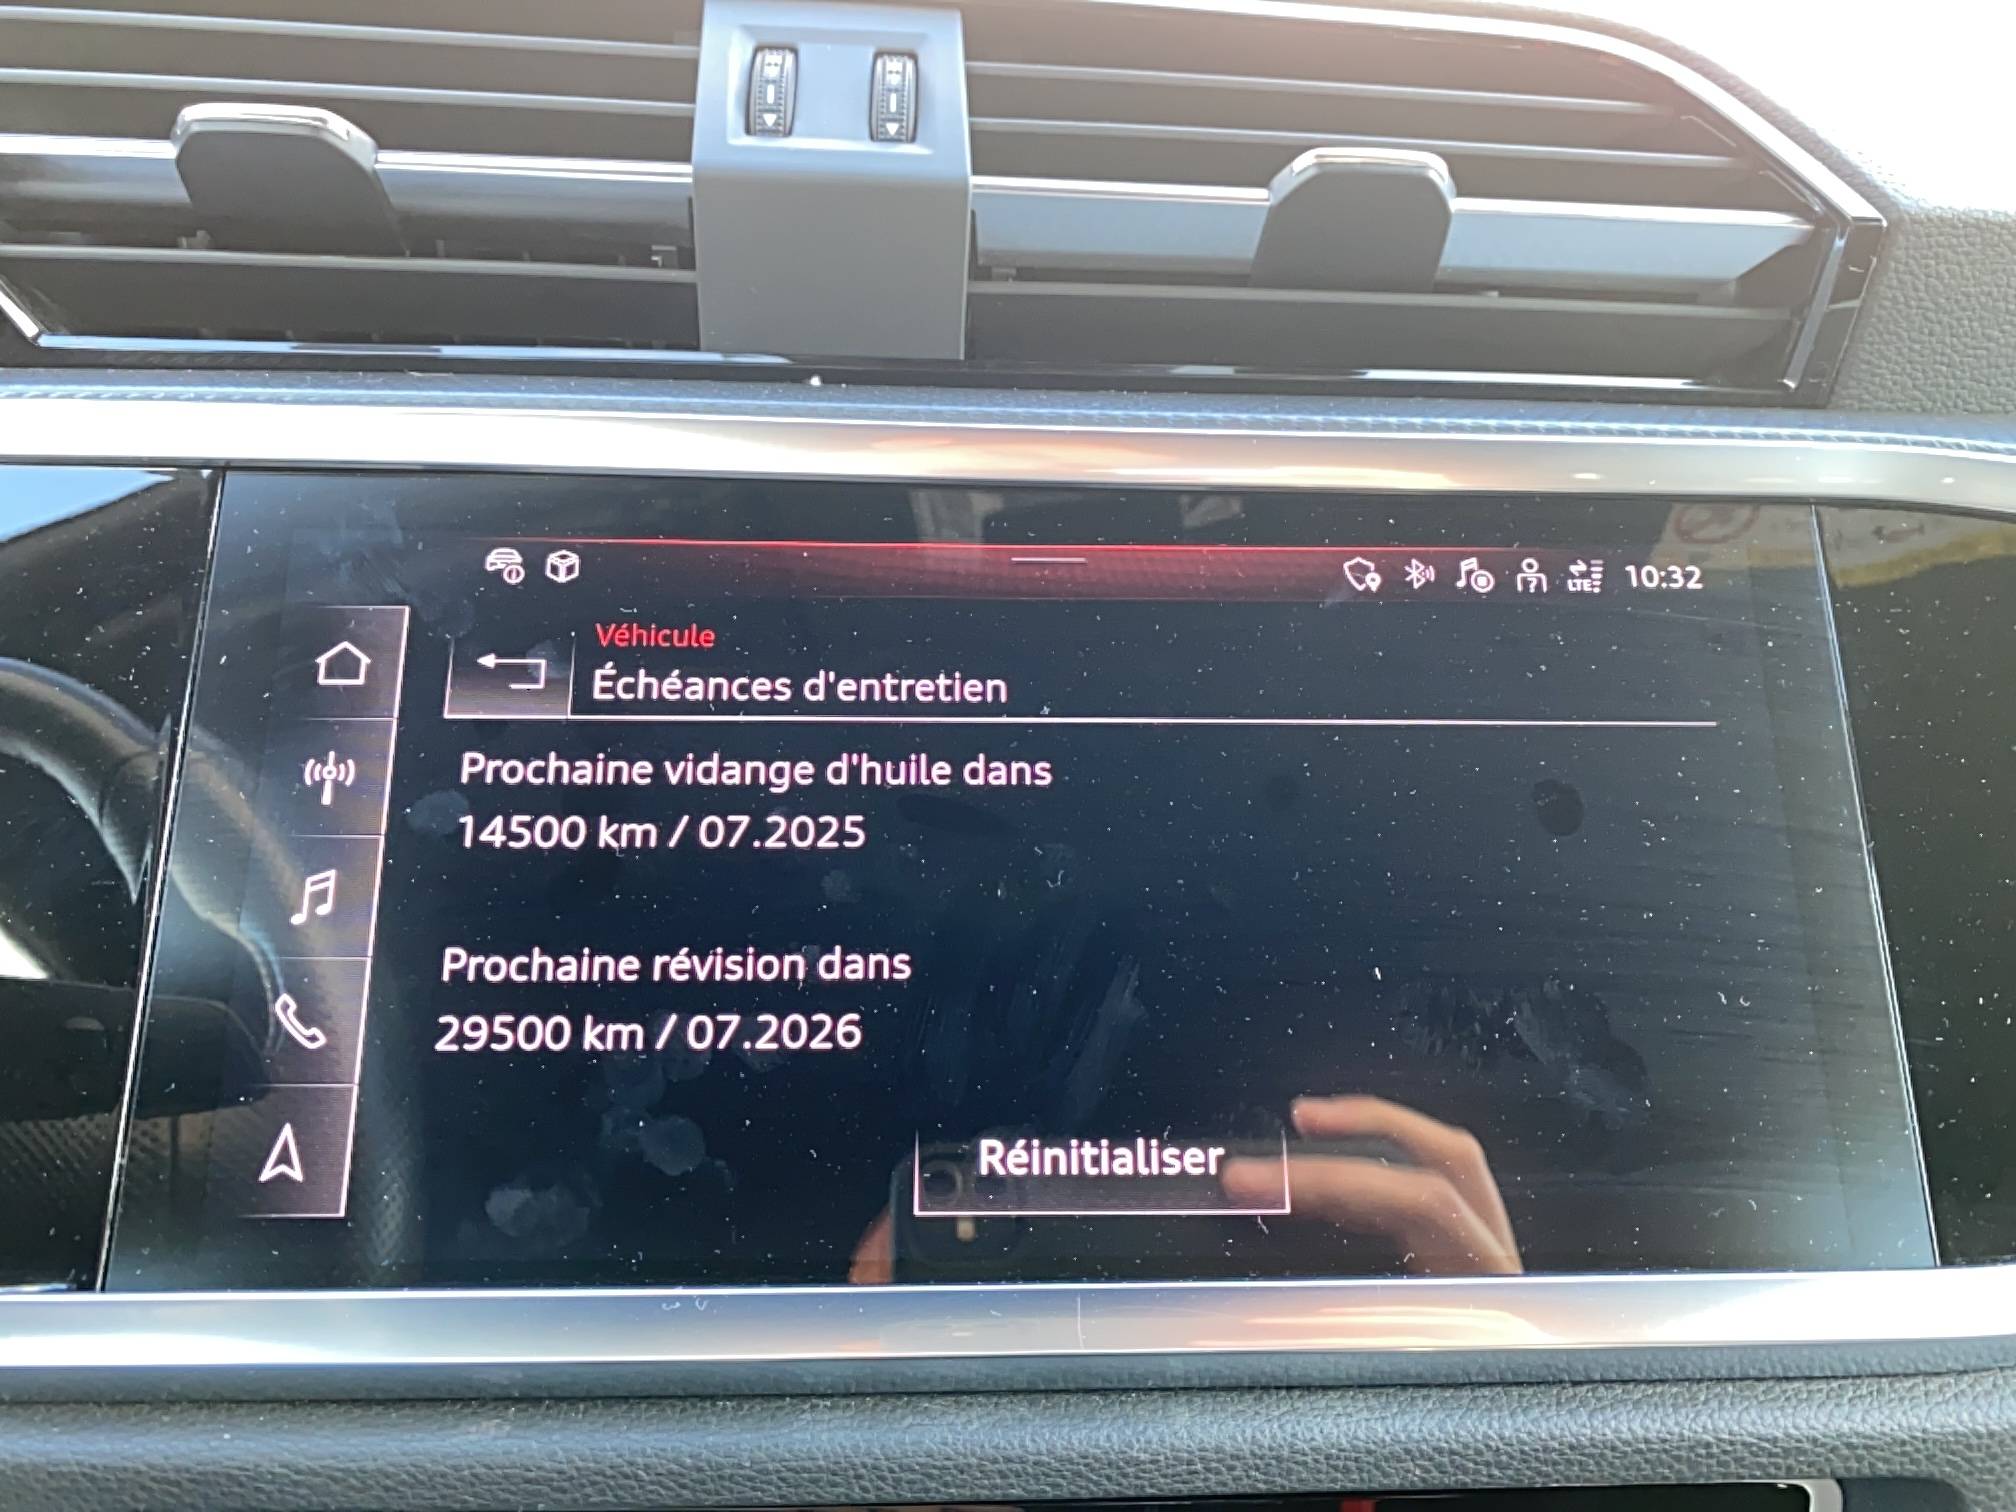 LTE 10:32
Véhicule
Échéances d'entretien
Prochaine vidange d'huile dans
14500 km / 07.2025
Prochaine révision dans
29500 km / 07.2026
Réinitialiser